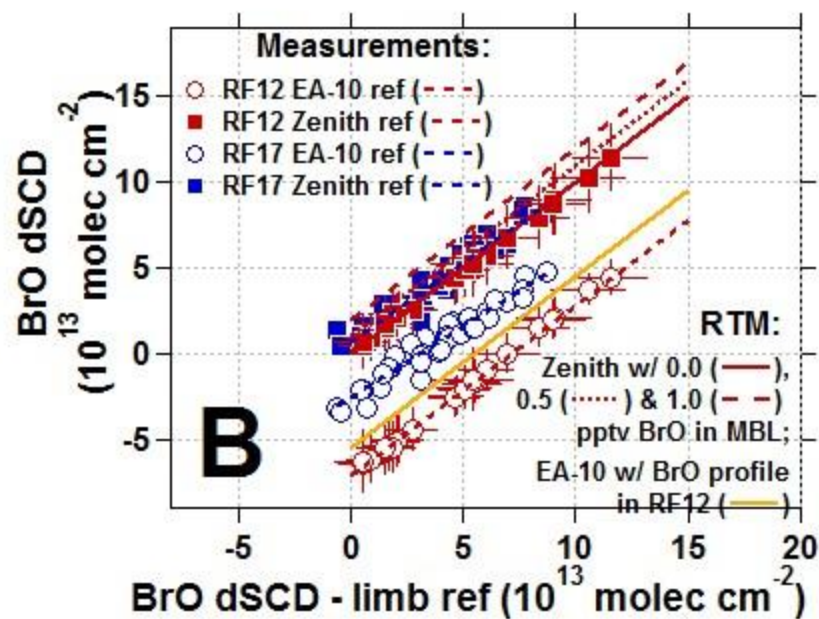 Measurements:
RF12 EA-10 ref (----)
RF12 Zenith ref (----)
RF17 EA-10 ref (----)
RF17 Zenith ref (----)
BrO dSCD
(10^13 molec cm^-2)
15
10
5
0
-5
B
RTM:
Zenith w/ 0.0 (——),
0.5 (······) & 1.0 (– – –)
pptv BrO in MBL;
EA-10 w/ BrO profile
in RF12 (——)
-5 0 5 10 15 20
BrO dSCD - limb ref (10^13 molec cm^-2)